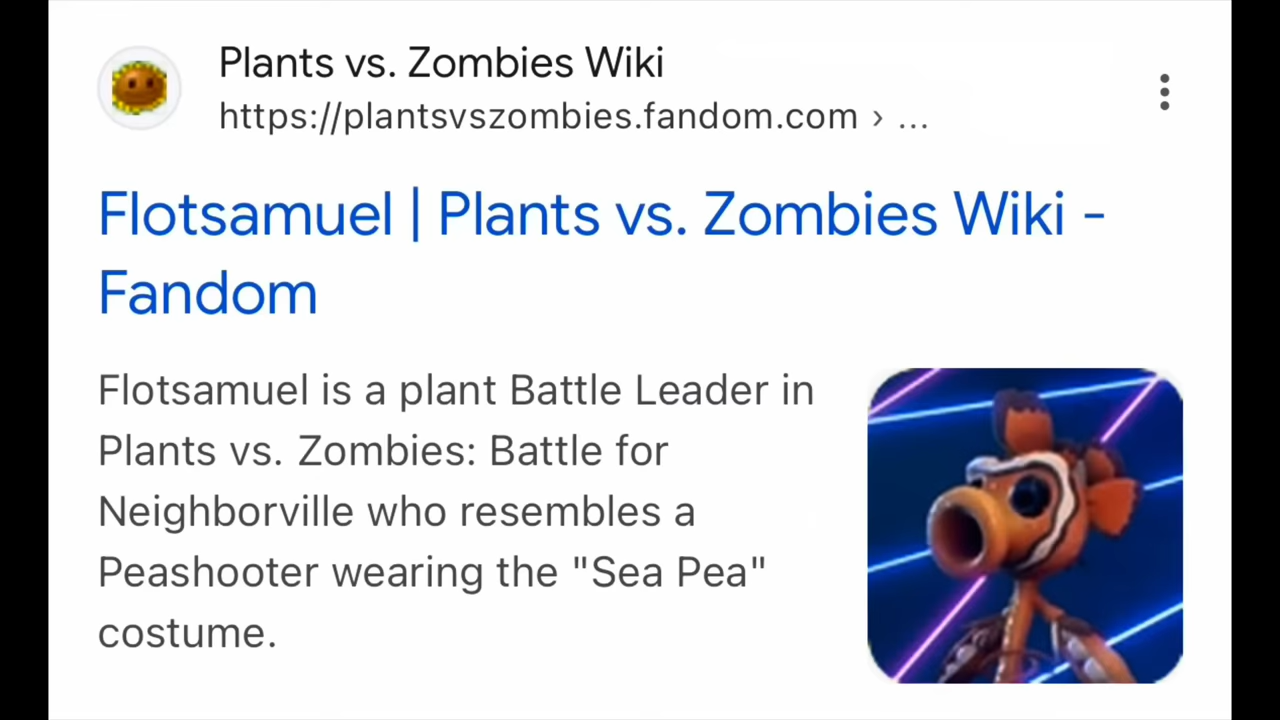 Plants vs. Zombies Wiki
https://plantsvszombies.fandom.com › ...
Flotsamuel | Plants vs. Zombies Wiki -
Fandom
Flotsamuel is a plant Battle Leader in
Plants vs. Zombies: Battle for
Neighborville who resembles a
Peashooter wearing the "Sea Pea"
costume.